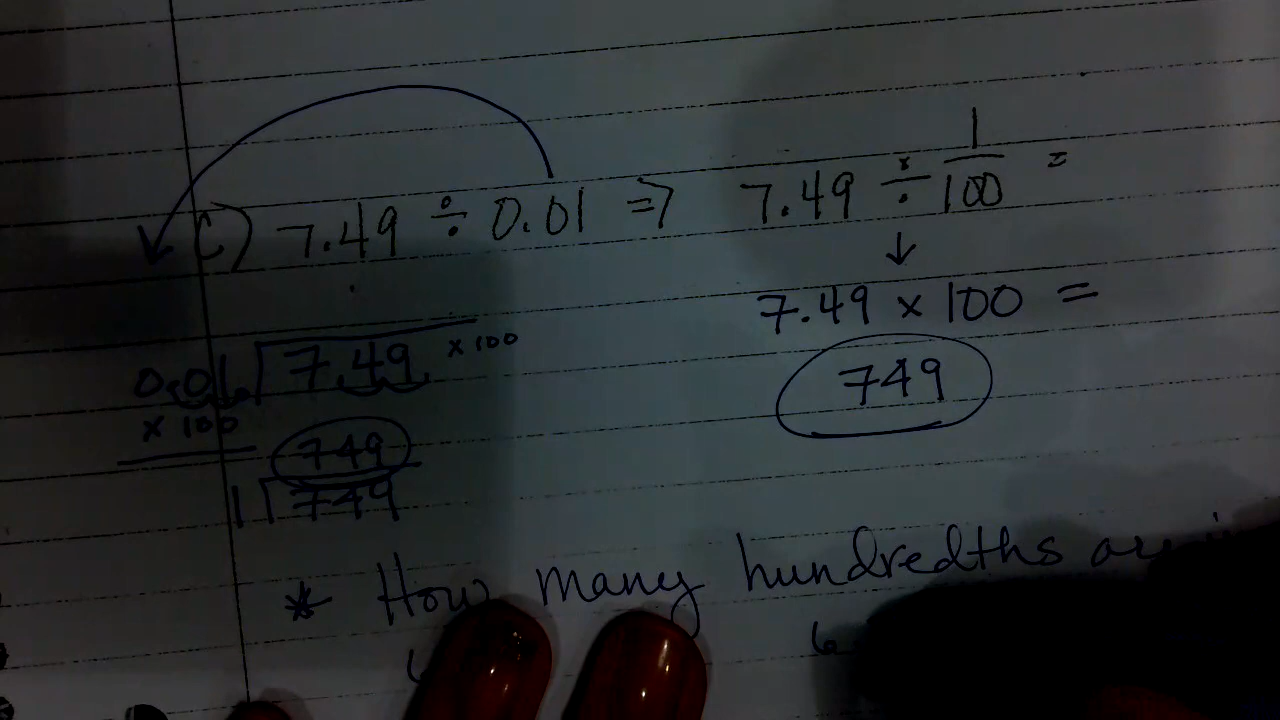 C) 7.49 ÷ 0.01 => 7.49 ÷ 1/100 =
↓
7.49 x 100 =
749
0.01. 7.49. x 100
x 100
749
1 749
* How many hundredths